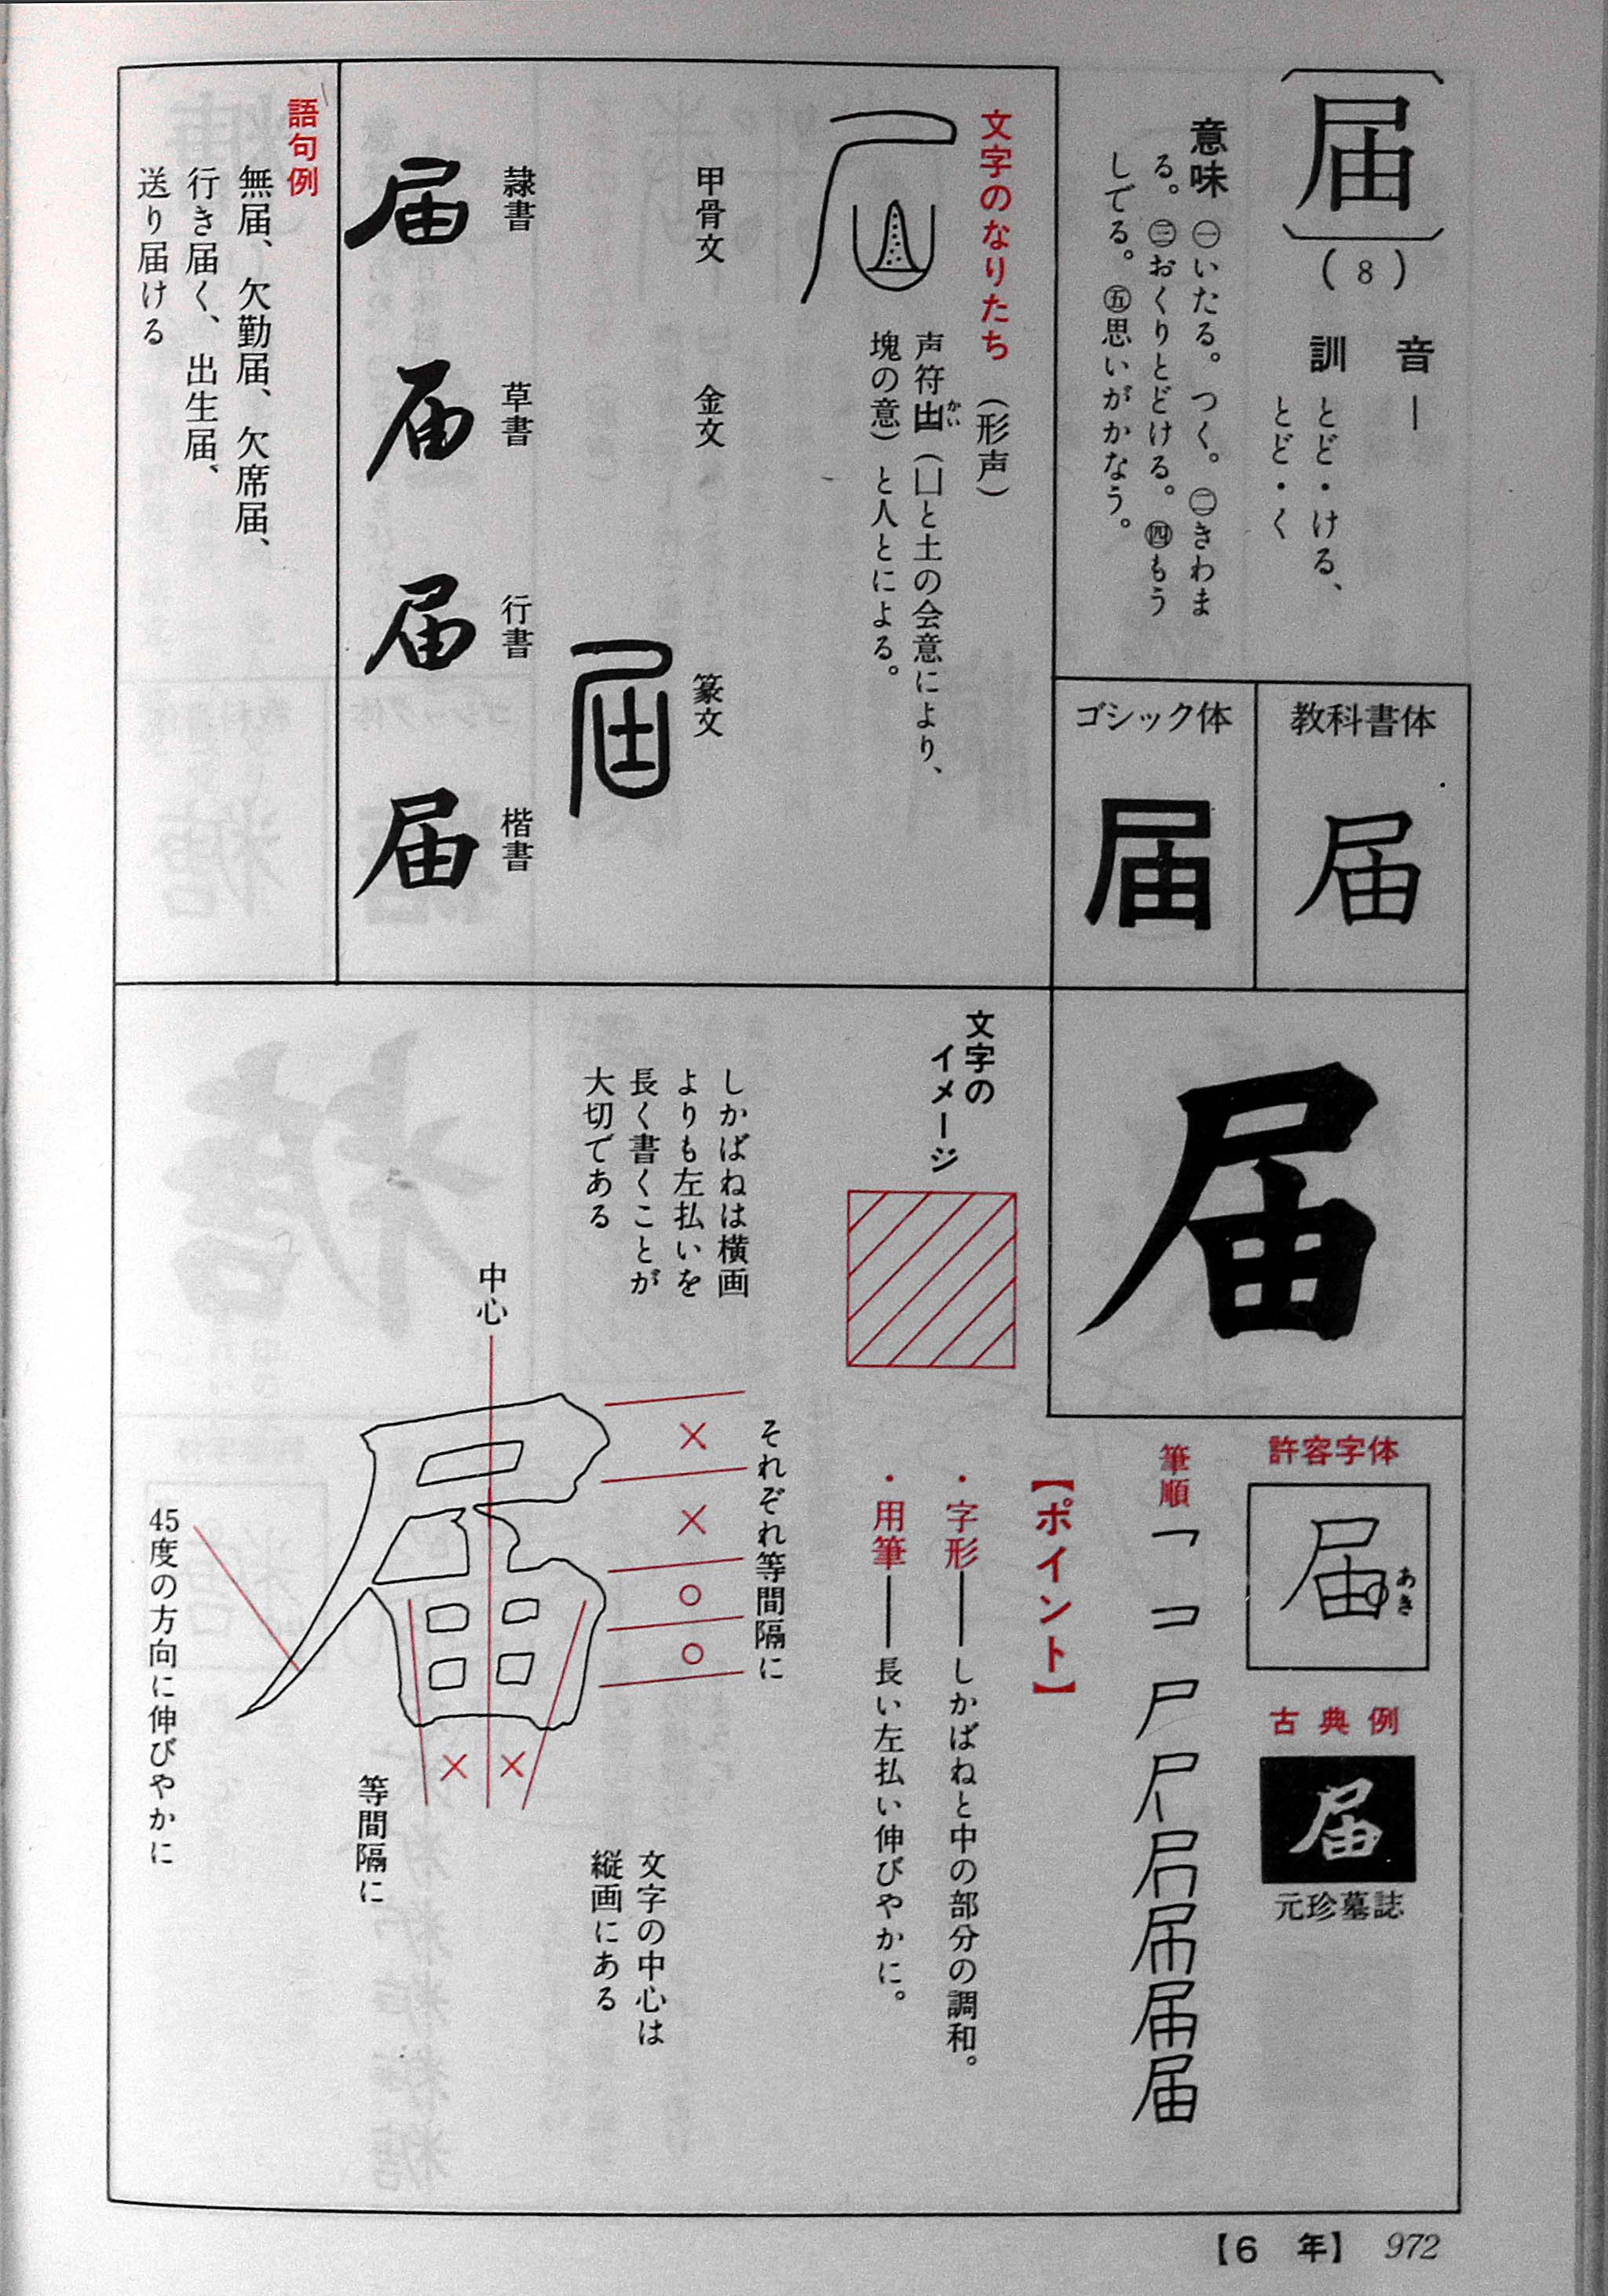 届
(8)
音 ―
訓 とど・ける、
とど・く
意味 ㊀いたる。つく。㊁きわま
る。㊂おくりとどける。㊃もう
しでる。㊄思いがかなう。
教科書体
届
ゴシック体
届
文字のなりたち (形声)
声符凷(凵と土の会意により、
かい
塊の意)と人とによる。
甲骨文
金文
篆文
隷書
届
草書
届
行書
届
楷書
届
語句例
無届、欠勤届、欠席届、
行き届く、出生届、
送り届ける
届
許容字体
届
あき
古典例
届
元珍墓誌
筆順
尸
届
【ポイント】
・字形――しかばねと中の部分の調和。
・用筆――長い左払い伸びやかに。
文字の
イメージ
しかばねは横画
よりも左払いを
長く書くことが
大切である
それぞれ等間隔に
中心
× × ○ ○
× ×
文字の中心は
縦画にある
等間隔に
45度の方向に伸びやかに
【6 年】 972